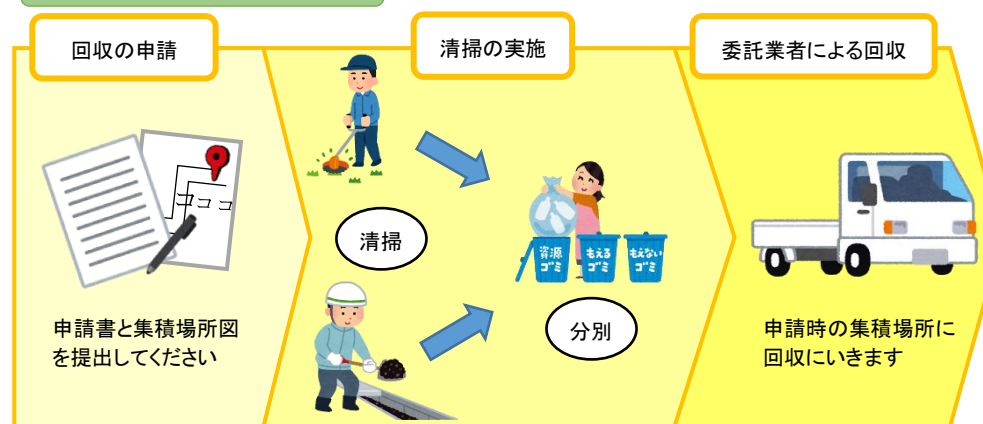 回収の申請
清掃の実施
委託業者による回収
ココ
コ
清掃
資源
ゴミ
もえる
ゴミ
もえない
ゴミ
分別
申請書と集積場所図
を提出してください
申請時の集積場所に
回収にいきます